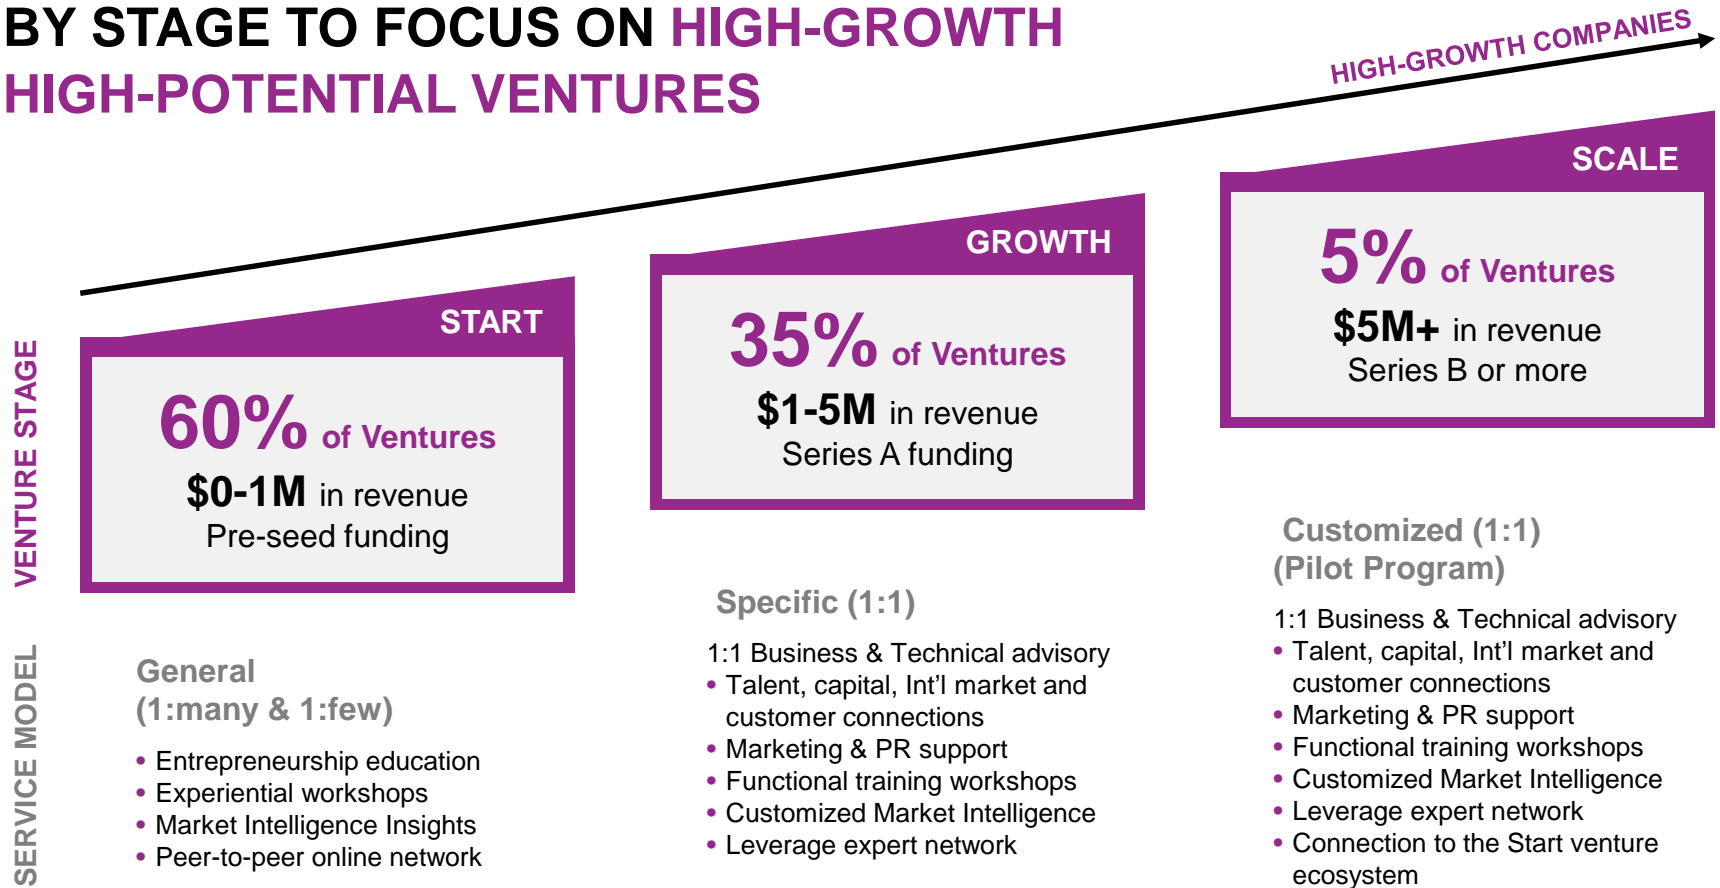 BY STAGE TO FOCUS ON HIGH-GROWTH
HIGH-POTENTIAL VENTURES
HIGH-GROWTH COMPANIES
VENTURE STAGE
START
60% of Ventures
$0-1M in revenue
Pre-seed funding
GROWTH
35% of Ventures
$1-5M in revenue
Series A funding
SCALE
5% of Ventures
$5M+ in revenue
Series B or more
SERVICE MODEL
General
(1:many & 1:few)
• Entrepreneurship education
• Experiential workshops
• Market Intelligence Insights
• Peer-to-peer online network
Specific (1:1)
1:1 Business & Technical advisory
• Talent, capital, Int’l market and
customer connections
• Marketing & PR support
• Functional training workshops
• Customized Market Intelligence
• Leverage expert network
Customized (1:1)
(Pilot Program)
1:1 Business & Technical advisory
• Talent, capital, Int’l market and
customer connections
• Marketing & PR support
• Functional training workshops
• Customized Market Intelligence
• Leverage expert network
• Connection to the Start venture
ecosystem